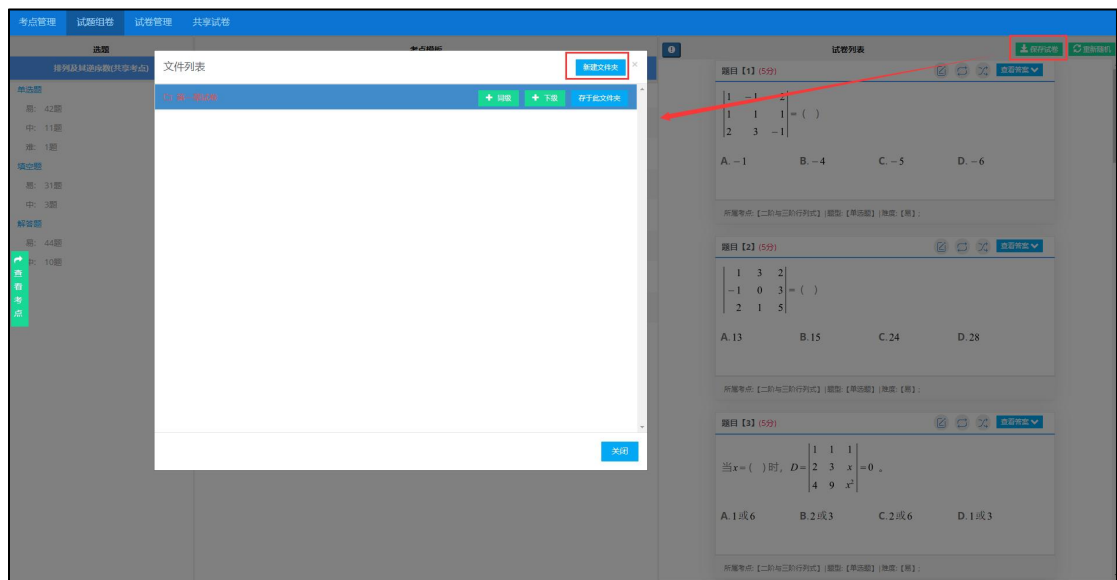 考点管理 试题组卷 试卷管理 共享试卷
选题
排列及其逆序数(共享考点)
单选题
易: 42题
中: 11题
难: 1题
填空题
易: 31题
中: 3题
解答题
易: 44题
中: 10题
查看考点
考点模板
文件列表
新建文件夹 ×
+ 同级 + 下级 存于此文件夹
关闭
试卷列表
保存试卷 重新随机
题目【1】(5分) 查看答案
|1 -1 2|
|1 1 1| = ( )
|2 3 -1|
A. -1 B. -4 C. -5 D. -6
所属考点:【二阶与三阶行列式】|题型:【单选题】|难度:【易】;
题目【2】(5分) 查看答案
|1 3 2|
|-1 0 3| = ( )
|2 1 5|
A. 13 B. 15 C. 24 D. 28
所属考点:【二阶与三阶行列式】|题型:【单选题】|难度:【易】;
题目【3】(5分) 查看答案
|1 1 1|
当x=( )时, D=|2 3 x|=0 。
|4 9 x²|
A. 1或6 B. 2或3 C. 2或6 D. 1或3
所属考点:【二阶与三阶行列式】|题型:【单选题】|难度:【易】;